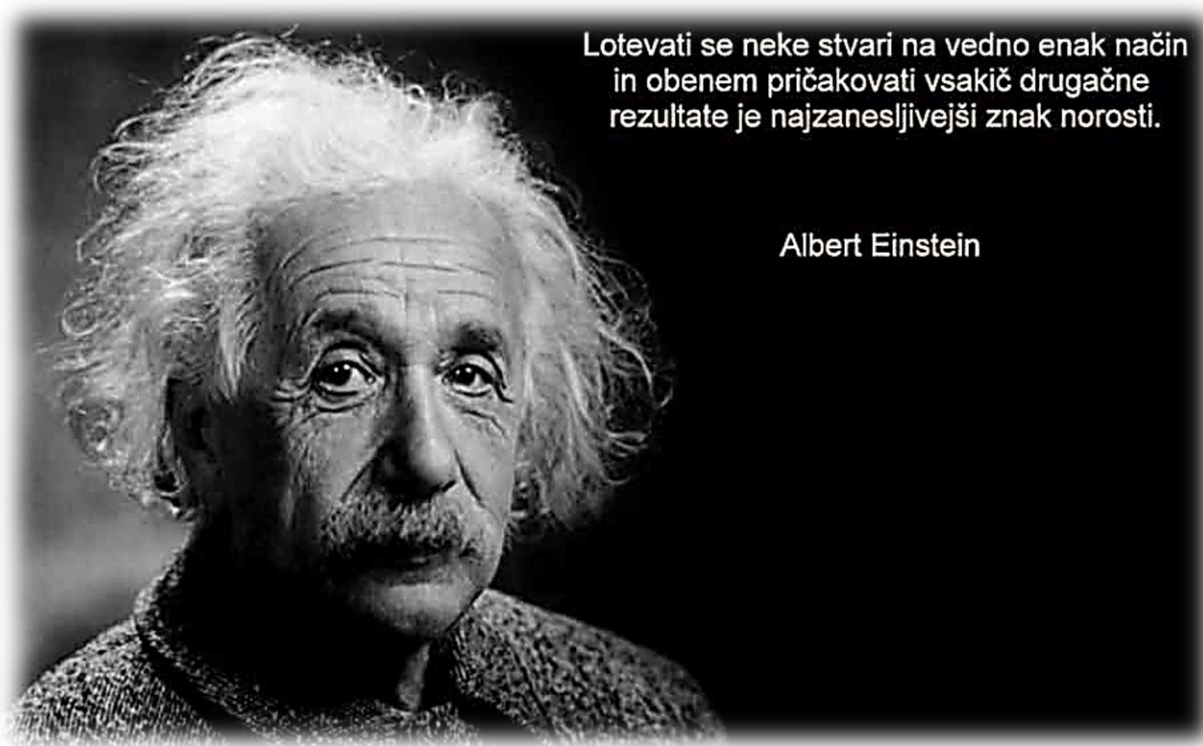 Lotevati se neke stvari na vedno enak način
in obenem pričakovati vsakič drugačne
rezultate je najzanesljivejši znak norosti.
Albert Einstein